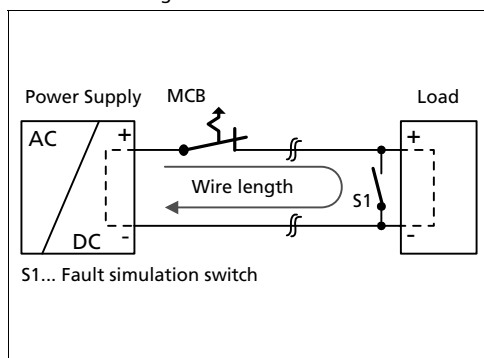 Power Supply MCB Load
AC + +
Wire length
S1
DC - -
S1... Fault simulation switch